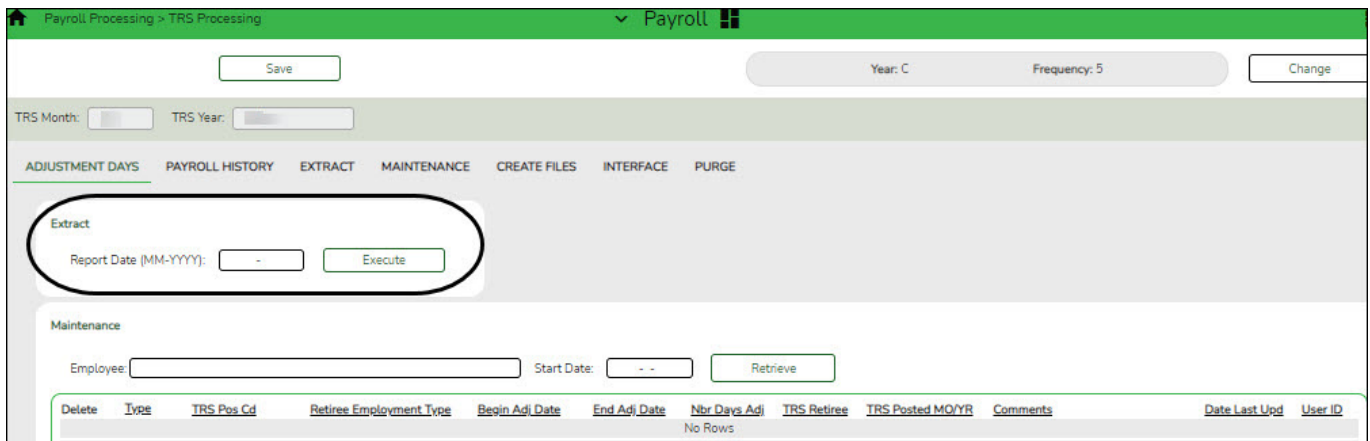 Payroll Processing > TRS Processing
Payroll
Save
Year: C
Frequency: 5
Change
TRS Month:
TRS Year:
ADJUSTMENT DAYS
PAYROLL HISTORY
EXTRACT
MAINTENANCE
CREATE FILES
INTERFACE
PURGE
Extract
Report Date (MM-YYYY): -
Execute
Maintenance
Employee:
Start Date: - -
Retrieve
Delete
Type
TRS Pos Cd
Retiree Employment Type
Begin Adj Date
End Adj Date
Nbr Days Adj
TRS Retiree
TRS Posted MO/YR
Comments
Date Last Upd
User ID
No Rows